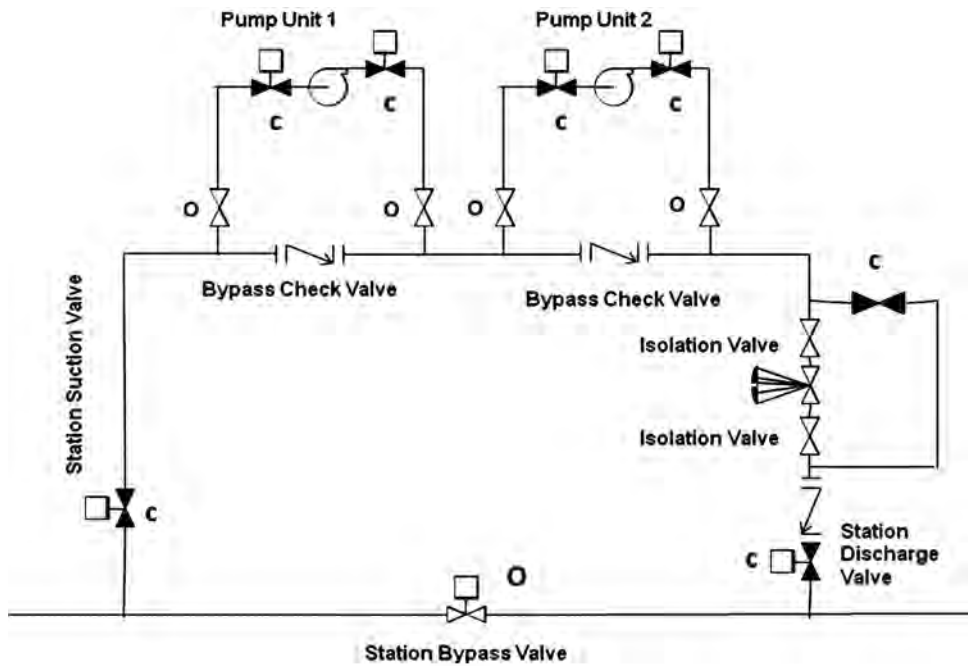 Pump Unit 1
Pump Unit 2
C
C
C
C
O
O
O
O
Bypass Check Valve
Bypass Check Valve
C
Isolation Valve
Isolation Valve
Station Suction Valve
C
Station
Discharge
Valve
C
O
Station Bypass Valve